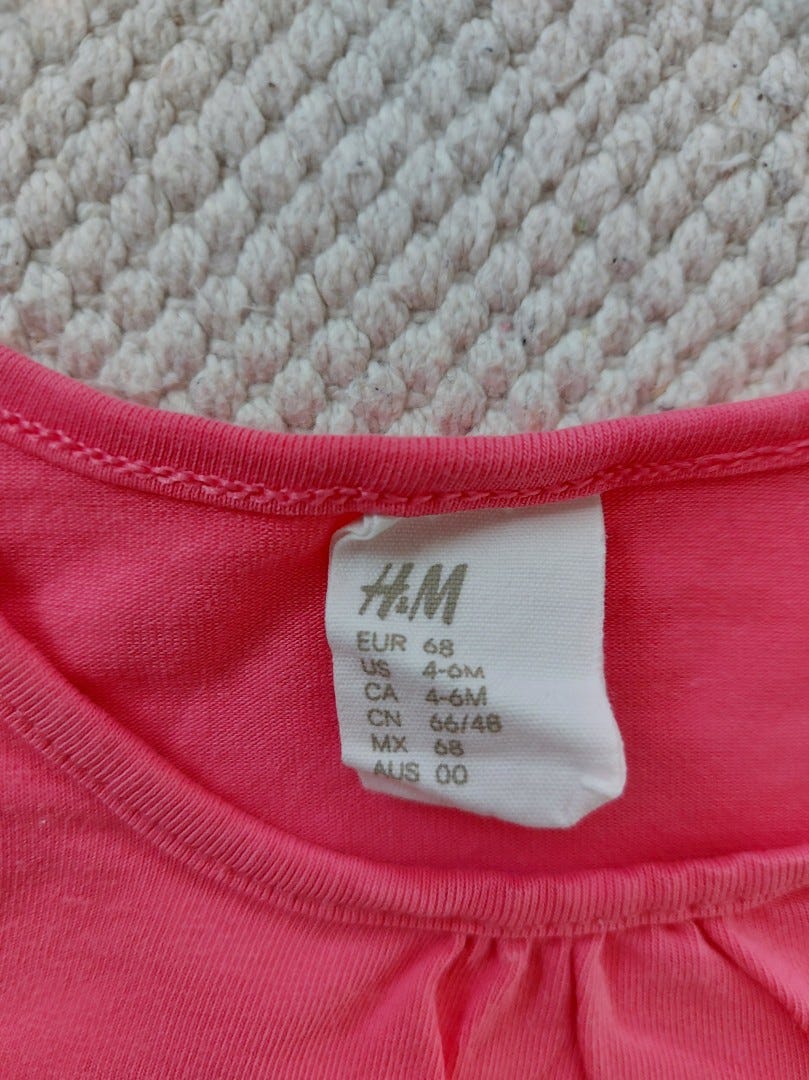 H&M
EUR 68
US 4-6M
CA 4-6M
CN 66/48
MX 68
AUS 00